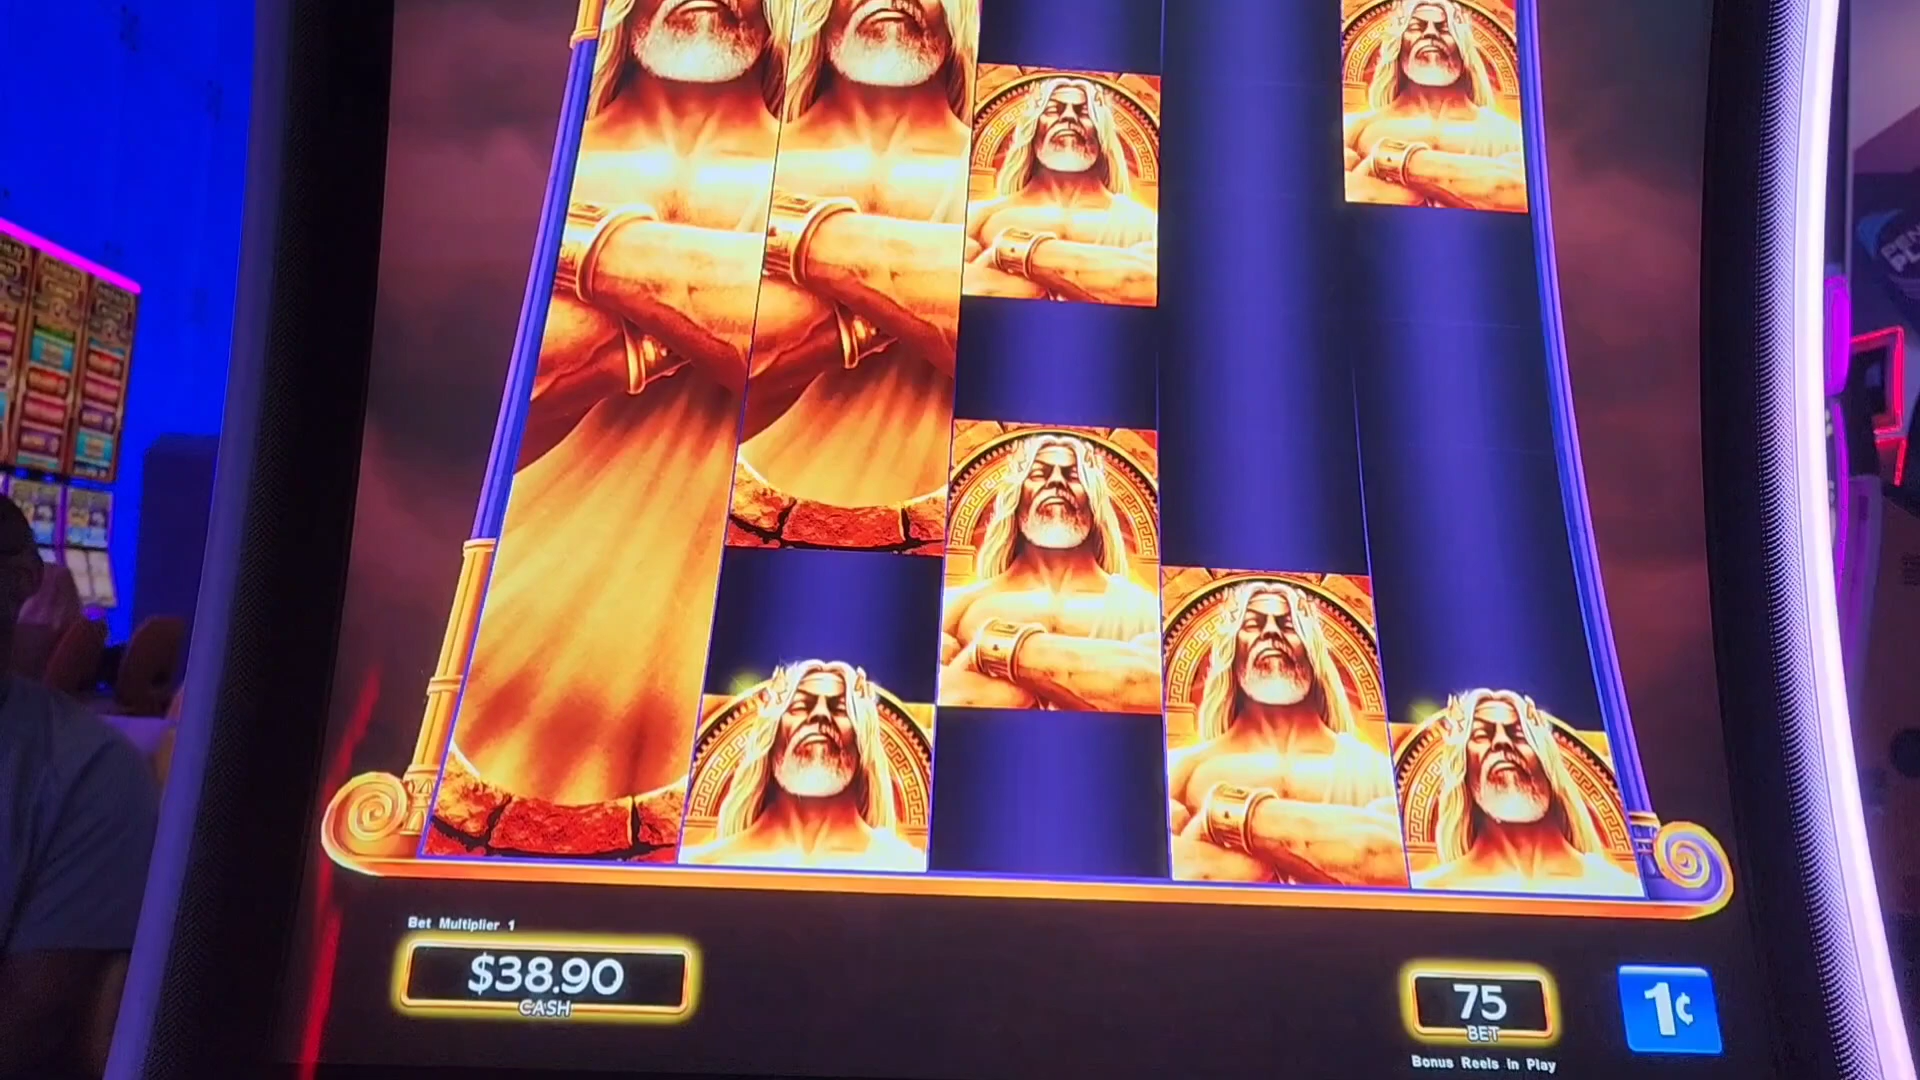 Bet Multiplier 1
$38.90
CASH
75
BET
1¢
Bonus Reels in Play